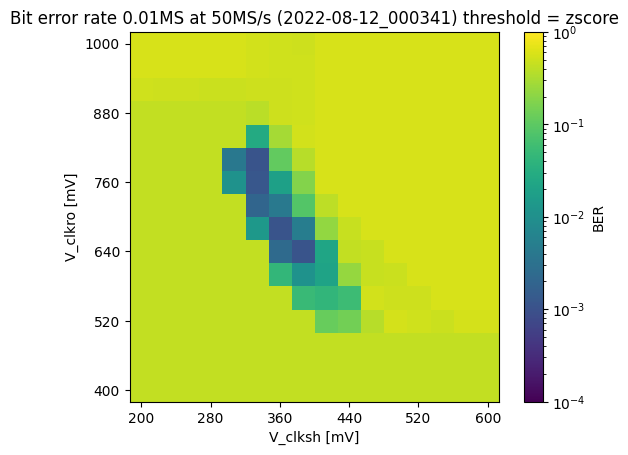 Bit error rate 0.01MS at 50MS/s (2022-08-12_000341) threshold = zscore
1000
880
760
640
520
400
V_clkro [mV]
200 280 360 440 520 600
V_clksh [mV]
10^0
10^-1
10^-2
10^-3
10^-4
BER